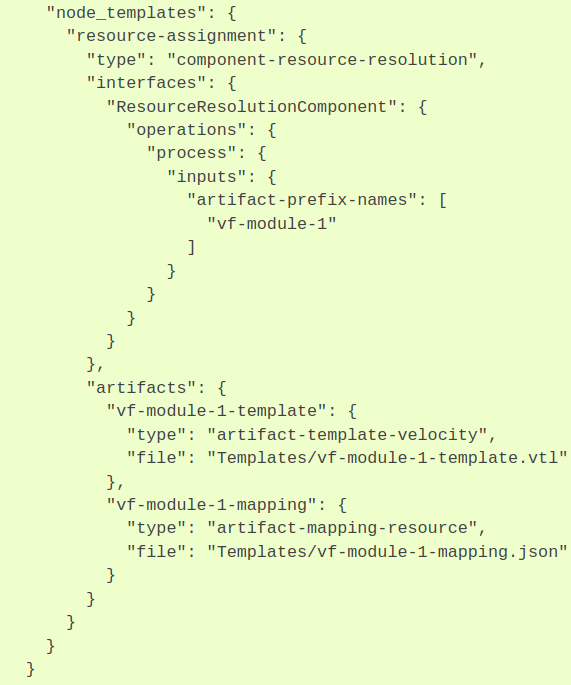 "node_templates": {
"resource-assignment": {
"type": "component-resource-resolution",
"interfaces": {
"ResourceResolutionComponent": {
"operations": {
"process": {
"inputs": {
"artifact-prefix-names": [
"vf-module-1"
]
}
}
}
}
},
"artifacts": {
"vf-module-1-template": {
"type": "artifact-template-velocity",
"file": "Templates/vf-module-1-template.vtl"
},
"vf-module-1-mapping": {
"type": "artifact-mapping-resource",
"file": "Templates/vf-module-1-mapping.json"
}
}
}
}
}